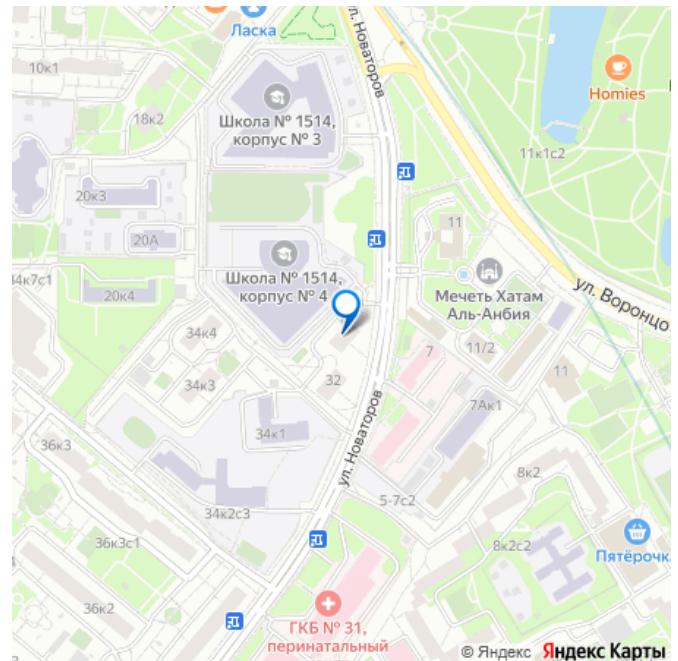 Ласка
ул. Новаторов
10к1
Homies
Школа № 1514,
корпус № 3
18к2
11к1с2
20к3
11
20А
Школа № 1514,
корпус № 4
Мечеть Хатам
Аль-Анбия
ул. Воронцо
34к7с1
20к4
34к4
7
11/2
11
34к3
32
7Ак1
ул. Новаторов
34к1
36к3
8к2
5-7с2
34к2с3
8к2с2
36к3с1
Пятёрочк
36к2
ГКБ № 31,
перинатальный
© Яндекс Яндекс Карты